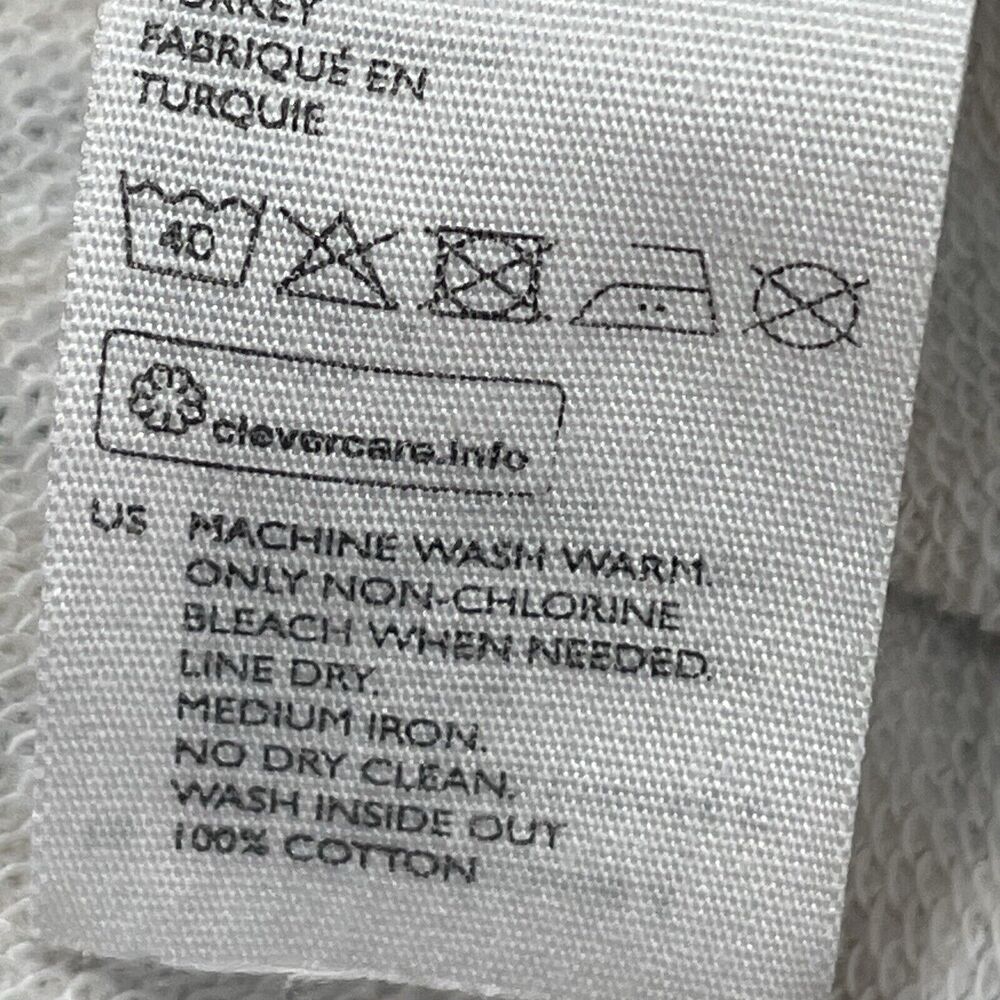 TURKEY
FABRIQUÉ EN
TURQUIE
40
clevercare.info
US MACHINE WASH WARM.
ONLY NON-CHLORINE
BLEACH WHEN NEEDED.
LINE DRY.
MEDIUM IRON.
NO DRY CLEAN.
WASH INSIDE OUT
100% COTTON